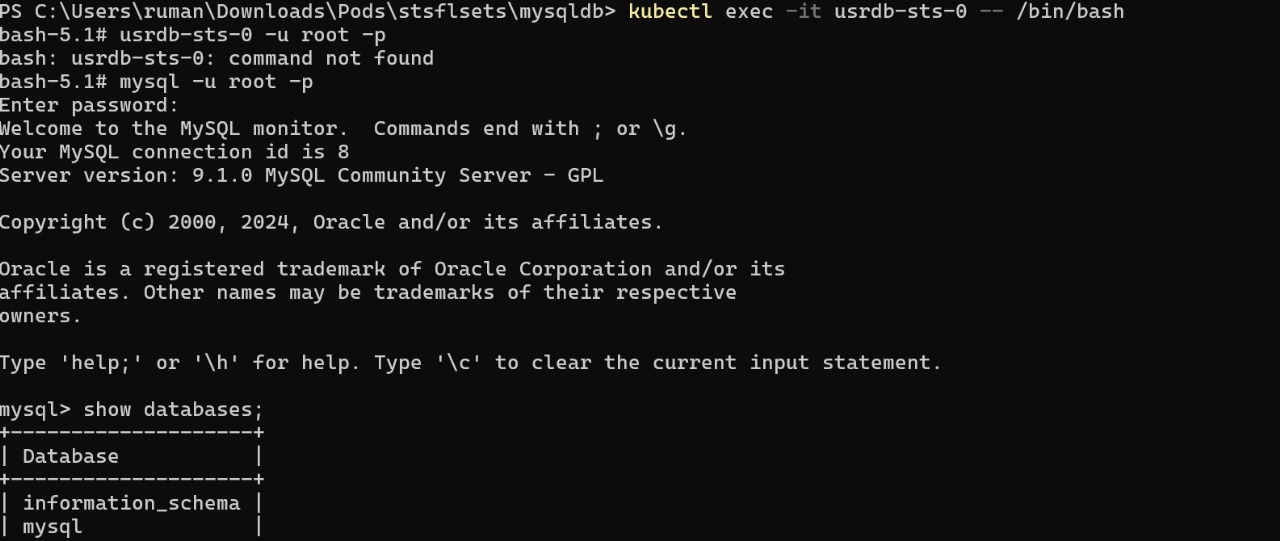 PS C:\Users\ruman\Downloads\Pods\stsflsets\mysqldb> kubectl exec -it usrdb-sts-0 -- /bin/bash
bash-5.1# usrdb-sts-0 -u root -p
bash: usrdb-sts-0: command not found
bash-5.1# mysql -u root -p
Enter password:
Welcome to the MySQL monitor.  Commands end with ; or \g.
Your MySQL connection id is 8
Server version: 9.1.0 MySQL Community Server - GPL

Copyright (c) 2000, 2024, Oracle and/or its affiliates.

Oracle is a registered trademark of Oracle Corporation and/or its
affiliates. Other names may be trademarks of their respective
owners.

Type 'help;' or '\h' for help. Type '\c' to clear the current input statement.

mysql> show databases;
+--------------------+
| Database           |
+--------------------+
| information_schema |
| mysql              |